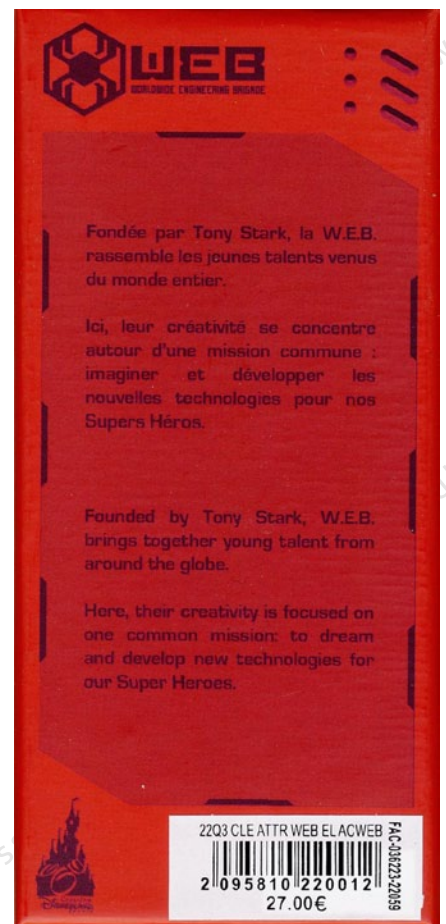 WEB
WORLDWIDE ENGINEERING BRIGADE
Fondée par Tony Stark, la W.E.B.
rassemble les jeunes talents venus
du monde entier.
Ici, leur créativité se concentre
autour d'une mission commune :
imaginer et développer les
nouvelles technologies pour nos
Supers Héros.
Founded by Tony Stark, W.E.B.
brings together young talent from
around the globe.
Here, their creativity is focused on
one common mission: to dream
and develop new technologies for
our Super Heroes.
DISNEYLAND
22Q3 CLE ATTR WEB EL ACWEB
2 095810 220012
27.00€
FAC-036223-22059